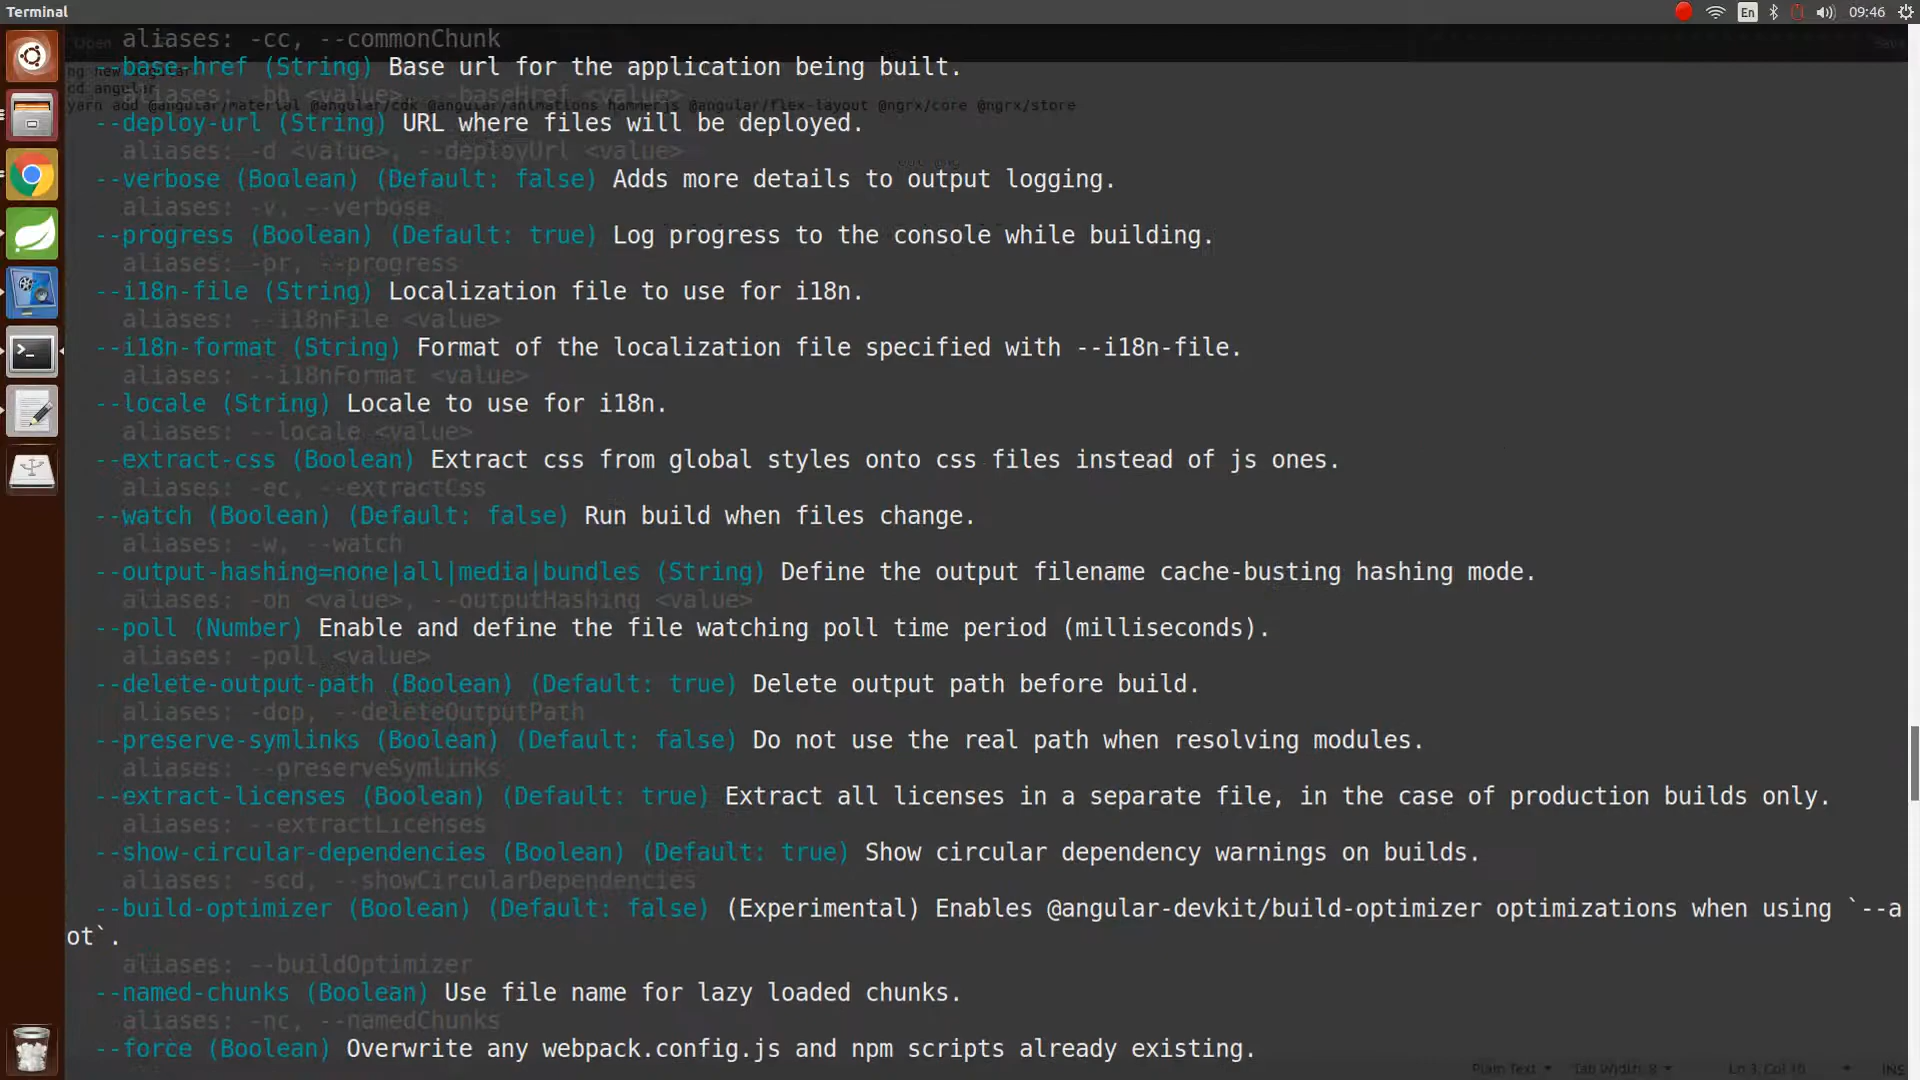 Terminal
En
09:46
aliases: -cc, --commonChunk
Open
--base-href (String) Base url for the application being built.
ng new angular
cd angular
aliases: -bh <value>, --baseHref <value>
yarn add @angular/material @angular/cdk @angular/animations hammerjs @angular/flex-layout @ngrx/core @ngrx/store
--deploy-url (String) URL where files will be deployed.
aliases: -d <value>, --deployUrl <value>
--verbose (Boolean) (Default: false) Adds more details to output logging.
aliases: -v, --verbose
--progress (Boolean) (Default: true) Log progress to the console while building.
aliases: -pr, --progress
--i18n-file (String) Localization file to use for i18n.
aliases: --i18nFile <value>
--i18n-format (String) Format of the localization file specified with --i18n-file.
aliases: --i18nFormat <value>
--locale (String) Locale to use for i18n.
aliases: --locale <value>
--extract-css (Boolean) Extract css from global styles onto css files instead of js ones.
aliases: -ec, --extractCss
--watch (Boolean) (Default: false) Run build when files change.
aliases: -w, --watch
--output-hashing=none|all|media|bundles (String) Define the output filename cache-busting hashing mode.
aliases: -oh <value>, --outputHashing <value>
--poll (Number) Enable and define the file watching poll time period (milliseconds).
aliases: -poll <value>
--delete-output-path (Boolean) (Default: true) Delete output path before build.
aliases: -dop, --deleteOutputPath
--preserve-symlinks (Boolean) (Default: false) Do not use the real path when resolving modules.
aliases: --preserveSymlinks
--extract-licenses (Boolean) (Default: true) Extract all licenses in a separate file, in the case of production builds only.
aliases: --extractLicenses
--show-circular-dependencies (Boolean) (Default: true) Show circular dependency warnings on builds.
aliases: -scd, --showCircularDependencies
--build-optimizer (Boolean) (Default: false) (Experimental) Enables @angular-devkit/build-optimizer optimizations when using `--a
ot`.
aliases: --buildOptimizer
--named-chunks (Boolean) Use file name for lazy loaded chunks.
aliases: -nc, --namedChunks
--force (Boolean) Overwrite any webpack.config.js and npm scripts already existing.
Plain Text Tab Width: 8 Ln 3, Col 10 INS